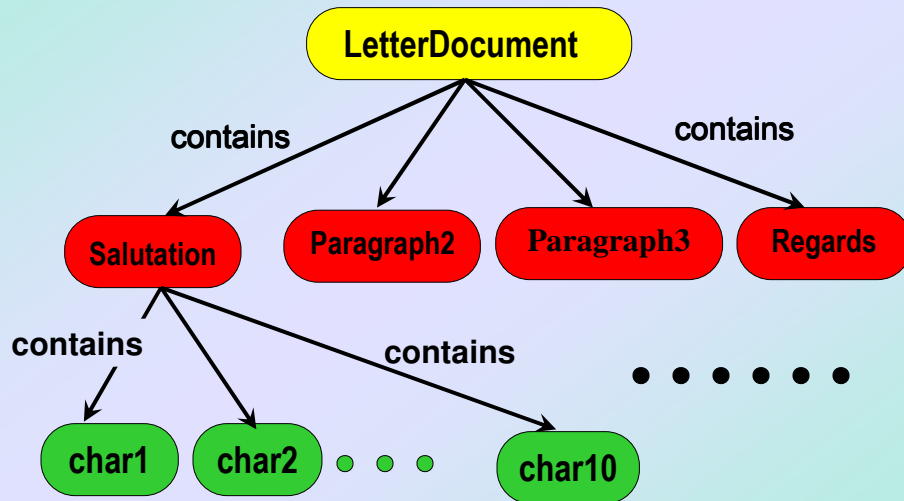 LetterDocument
contains
contains
Salutation
Paragraph2
Paragraph3
Regards
contains
contains
char1
char2
char10